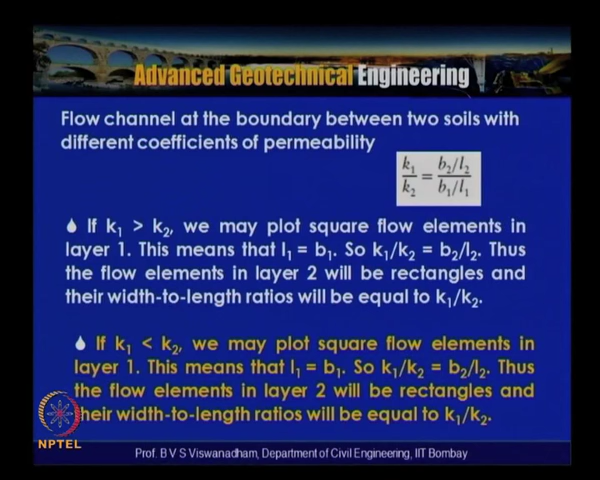 Advanced Geotechnical Engineering
Flow channel at the boundary between two soils with
different coefficients of permeability
k₁/k₂ = b₂/l₂ / b₁/l₁
If k₁ > k₂, we may plot square flow elements in
layer 1. This means that l₁ = b₁. So k₁/k₂ = b₂/l₂. Thus
the flow elements in layer 2 will be rectangles and
their width-to-length ratios will be equal to k₁/k₂.
If k₁ < k₂, we may plot square flow elements in
layer 1. This means that l₁ = b₁. So k₁/k₂ = b₂/l₂. Thus
the flow elements in layer 2 will be rectangles and
their width-to-length ratios will be equal to k₁/k₂.
NPTEL
Prof. B V S Viswanadham, Department of Civil Engineering, IIT Bombay